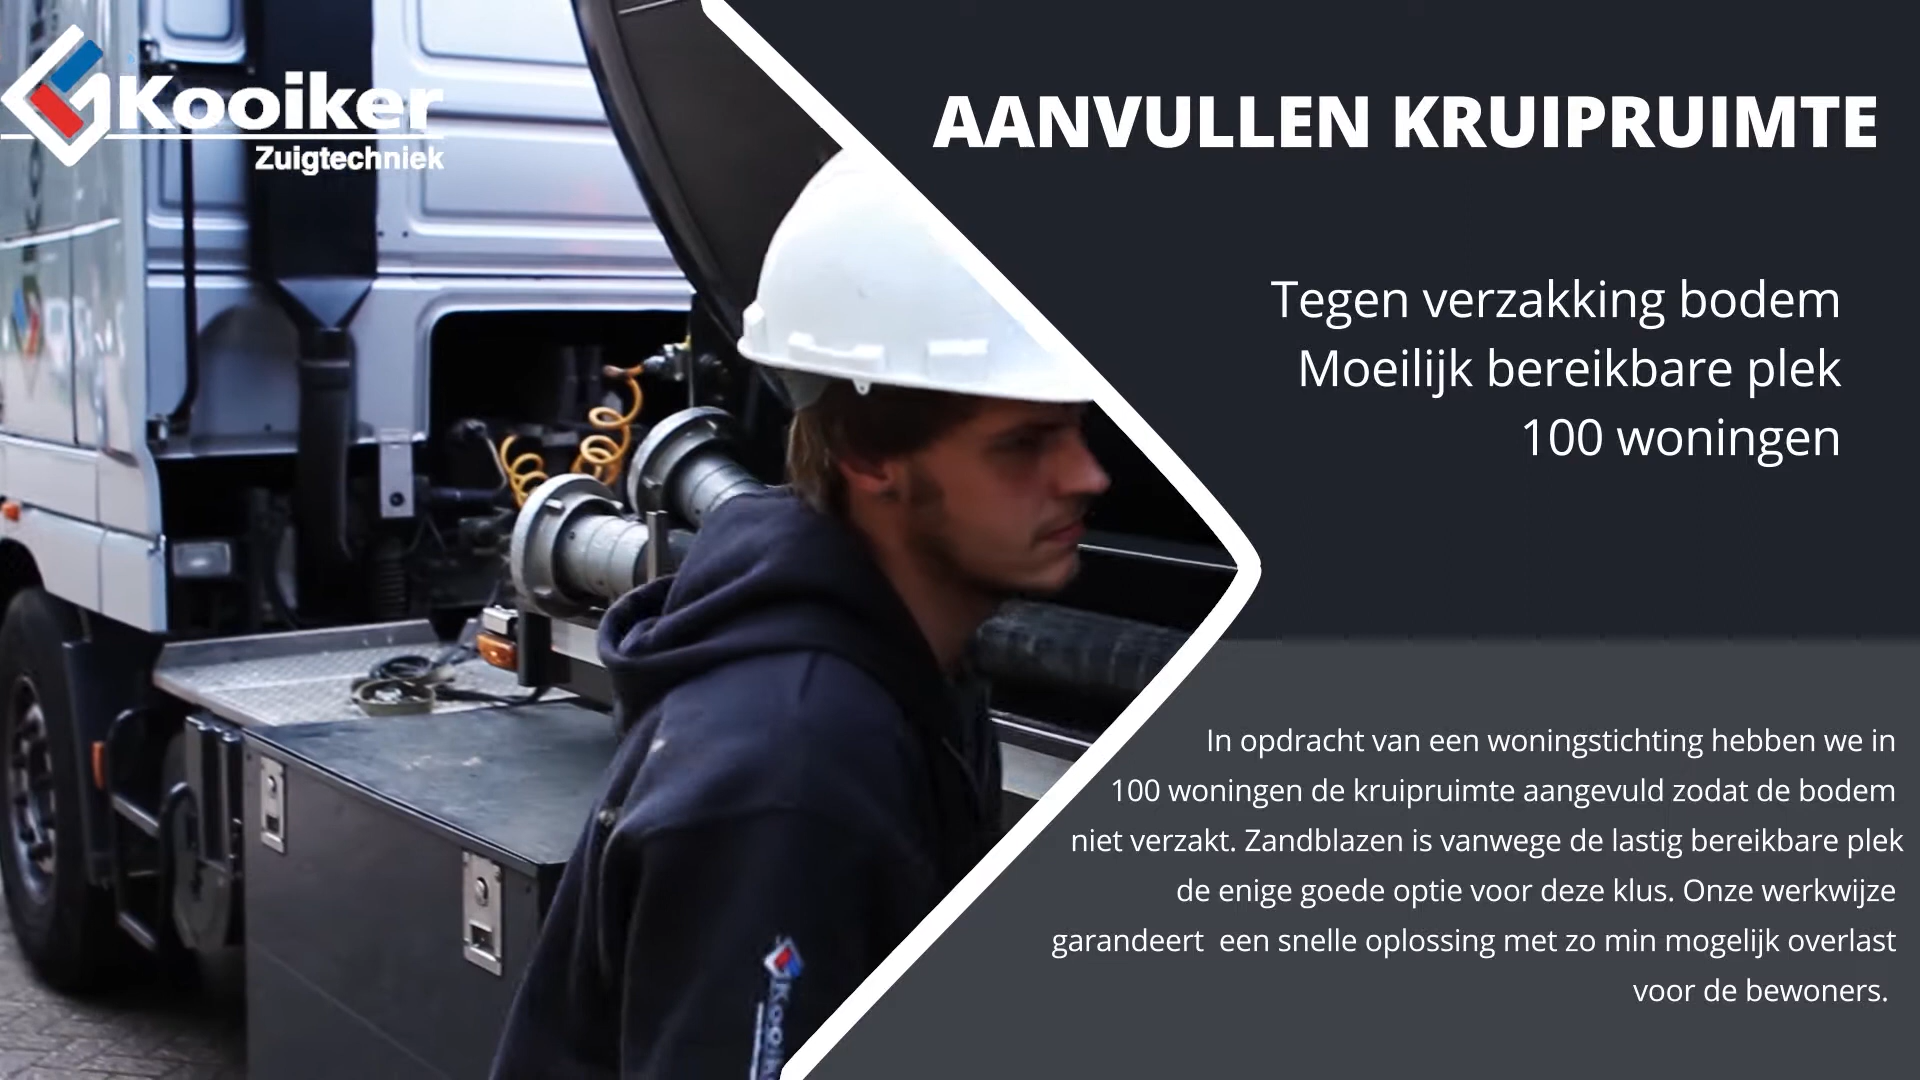 Kooiker
Zuigtechniek
AANVULLEN KRUIPRUIMTE
Tegen verzakking bodem
Moeilijk bereikbare plek
100 woningen
In opdracht van een woningstichting hebben we in
100 woningen de kruipruimte aangevuld zodat de bodem
niet verzakt. Zandblazen is vanwege de lastig bereikbare plek
de enige goede optie voor deze klus. Onze werkwijze
garandeert een snelle oplossing met zo min mogelijk overlast
voor de bewoners.